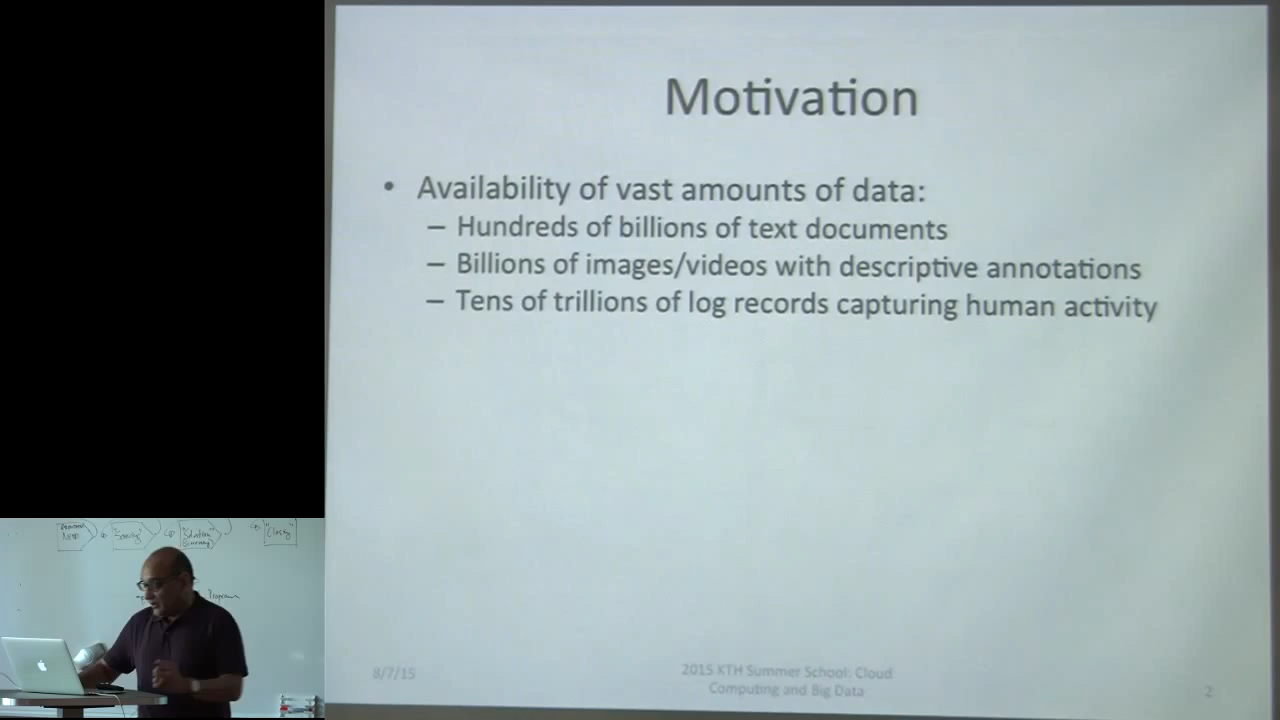 Motivation
• Availability of vast amounts of data:
– Hundreds of billions of text documents
– Billions of images/videos with descriptive annotations
– Tens of trillions of log records capturing human activity
8/7/15
2015 KTH Summer School: Cloud
Computing and Big Data
2
"Closing"
Program